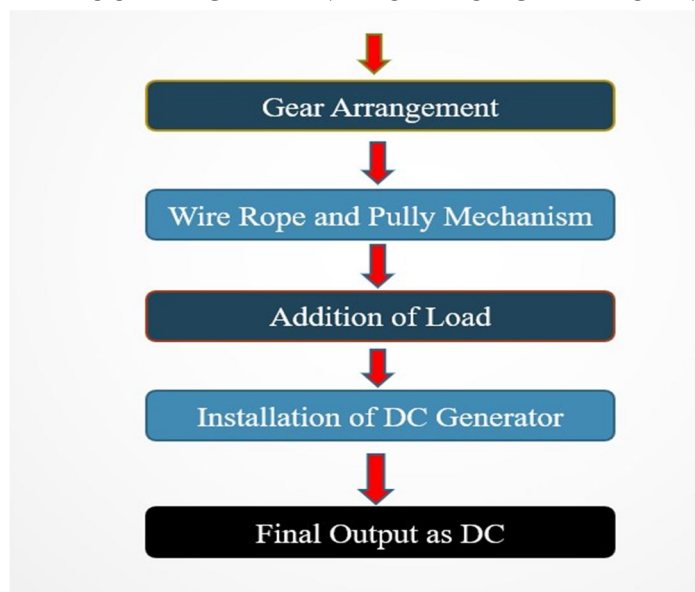 Gear Arrangement
Wire Rope and Pully Mechanism
Addition of Load
Installation of DC Generator
Final Output as DC